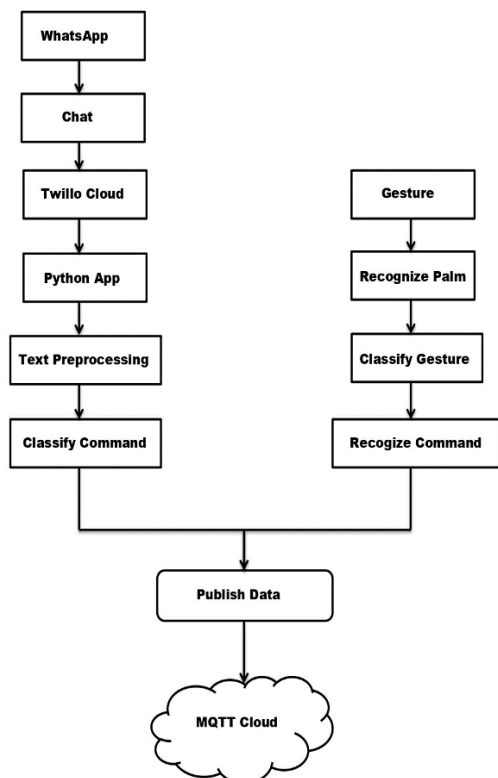 WhatsApp
Chat
Twillo Cloud
Python App
Text Preprocessing
Classify Command
Gesture
Recognize Palm
Classify Gesture
Recogize Command
Publish Data
MQTT Cloud